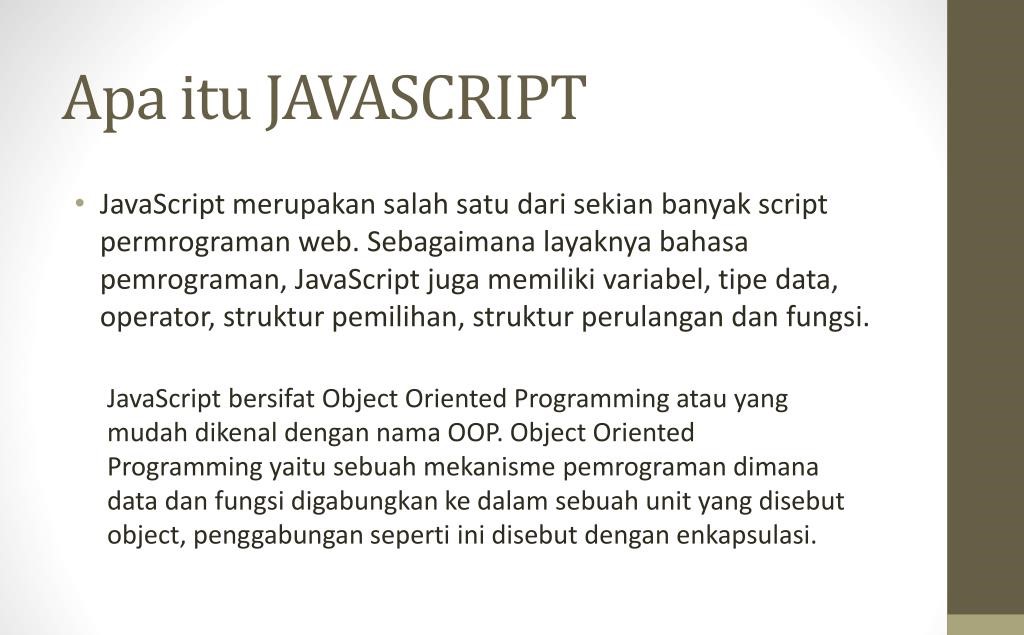 Apa itu JAVASCRIPT
• JavaScript merupakan salah satu dari sekian banyak script
permrograman web. Sebagaimana layaknya bahasa
pemrograman, JavaScript juga memiliki variabel, tipe data,
operator, struktur pemilihan, struktur perulangan dan fungsi.
JavaScript bersifat Object Oriented Programming atau yang
mudah dikenal dengan nama OOP. Object Oriented
Programming yaitu sebuah mekanisme pemrograman dimana
data dan fungsi digabungkan ke dalam sebuah unit yang disebut
object, penggabungan seperti ini disebut dengan enkapsulasi.